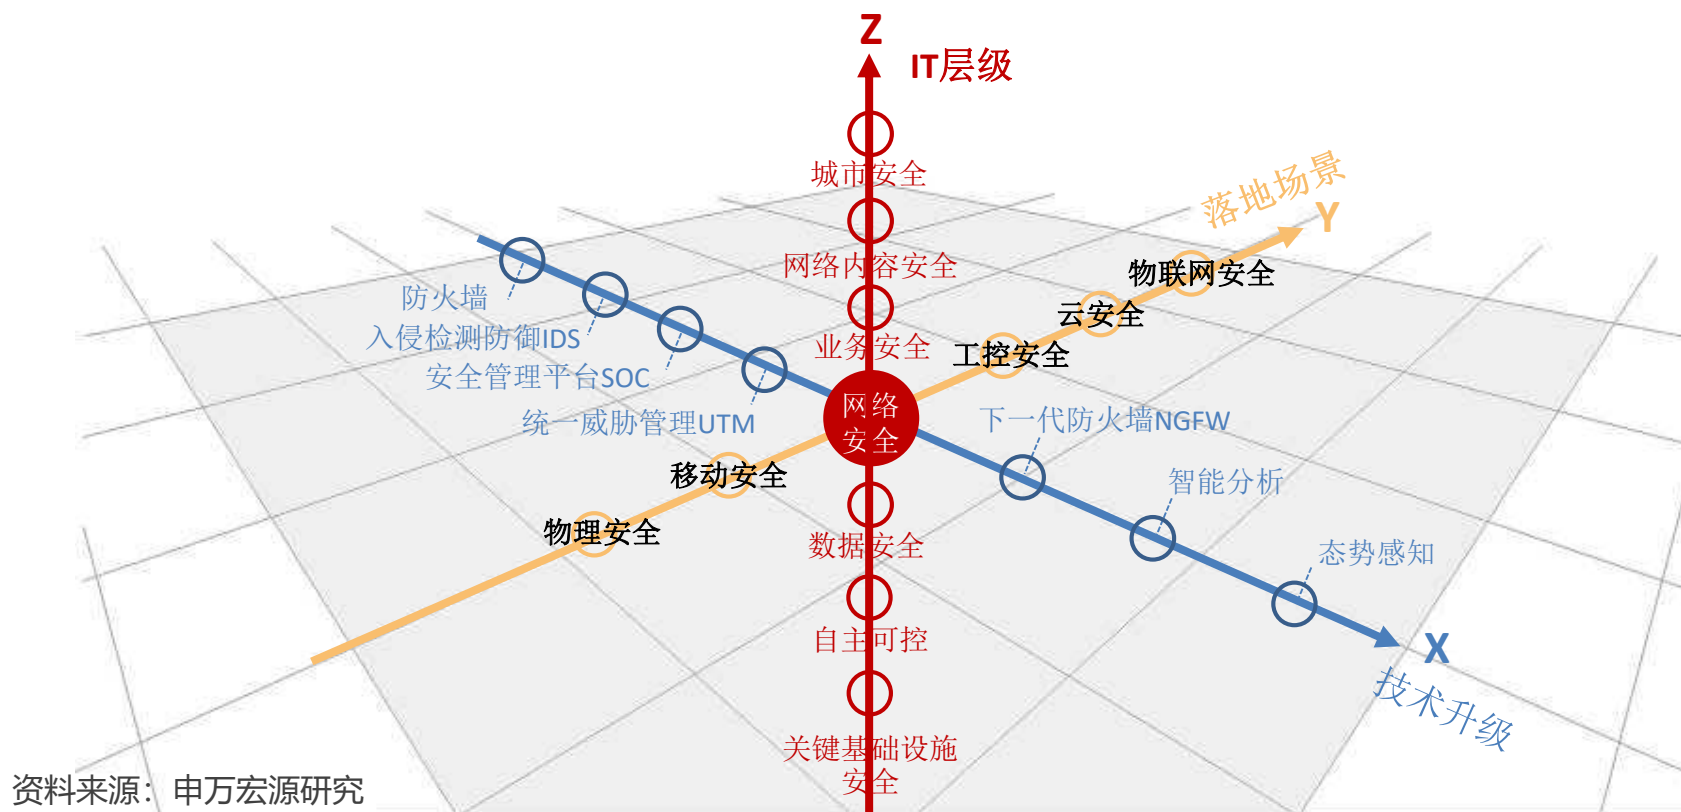 Z
IT层级
城市安全
落地场景
Y
网络内容安全
物联网安全
防火墙
云安全
入侵检测防御IDS
业务安全
工控安全
安全管理平台SOC
网络
安全
统一威胁管理UTM
下一代防火墙NGFW
移动安全
智能分析
物理安全
数据安全
态势感知
自主可控
X
技术升级
关键基础设施
安全
资料来源：申万宏源研究